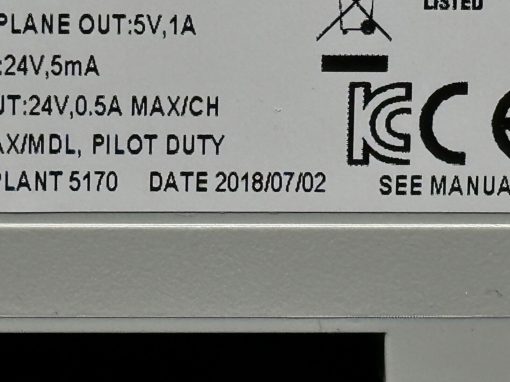 LISTED
PLANE OUT:5V,1A
:24V,5mA
UT:24V,0.5A MAX/CH
AX/MDL, PILOT DUTY
PLANT 5170 DATE 2018/07/02
SEE MANUA